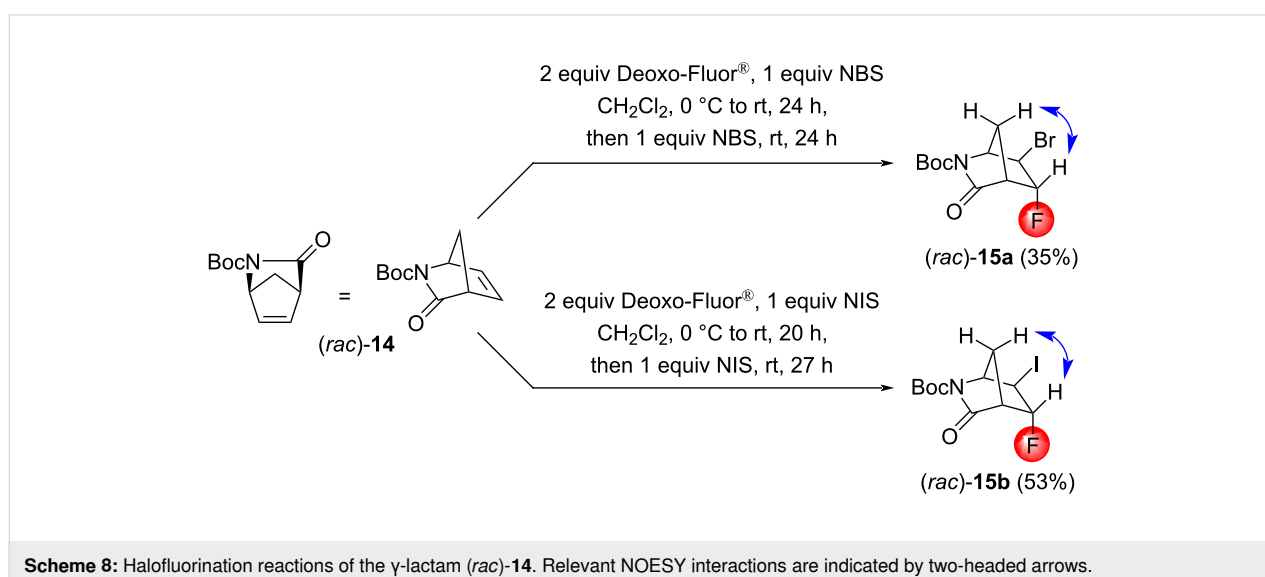 2 equiv Deoxo-Fluor®, 1 equiv NBS
CH₂Cl₂, 0 °C to rt, 24 h,
then 1 equiv NBS, rt, 24 h
H H
Br
BocN
H
O
F
(rac)-15a (35%)
BocN
O
=
(rac)-14
BocN
O
2 equiv Deoxo-Fluor®, 1 equiv NIS
CH₂Cl₂, 0 °C to rt, 20 h,
then 1 equiv NIS, rt, 27 h
H H
I
BocN
H
O
F
(rac)-15b (53%)
Scheme 8: Halofluorination reactions of the γ-lactam (rac)-14. Relevant NOESY interactions are indicated by two-headed arrows.